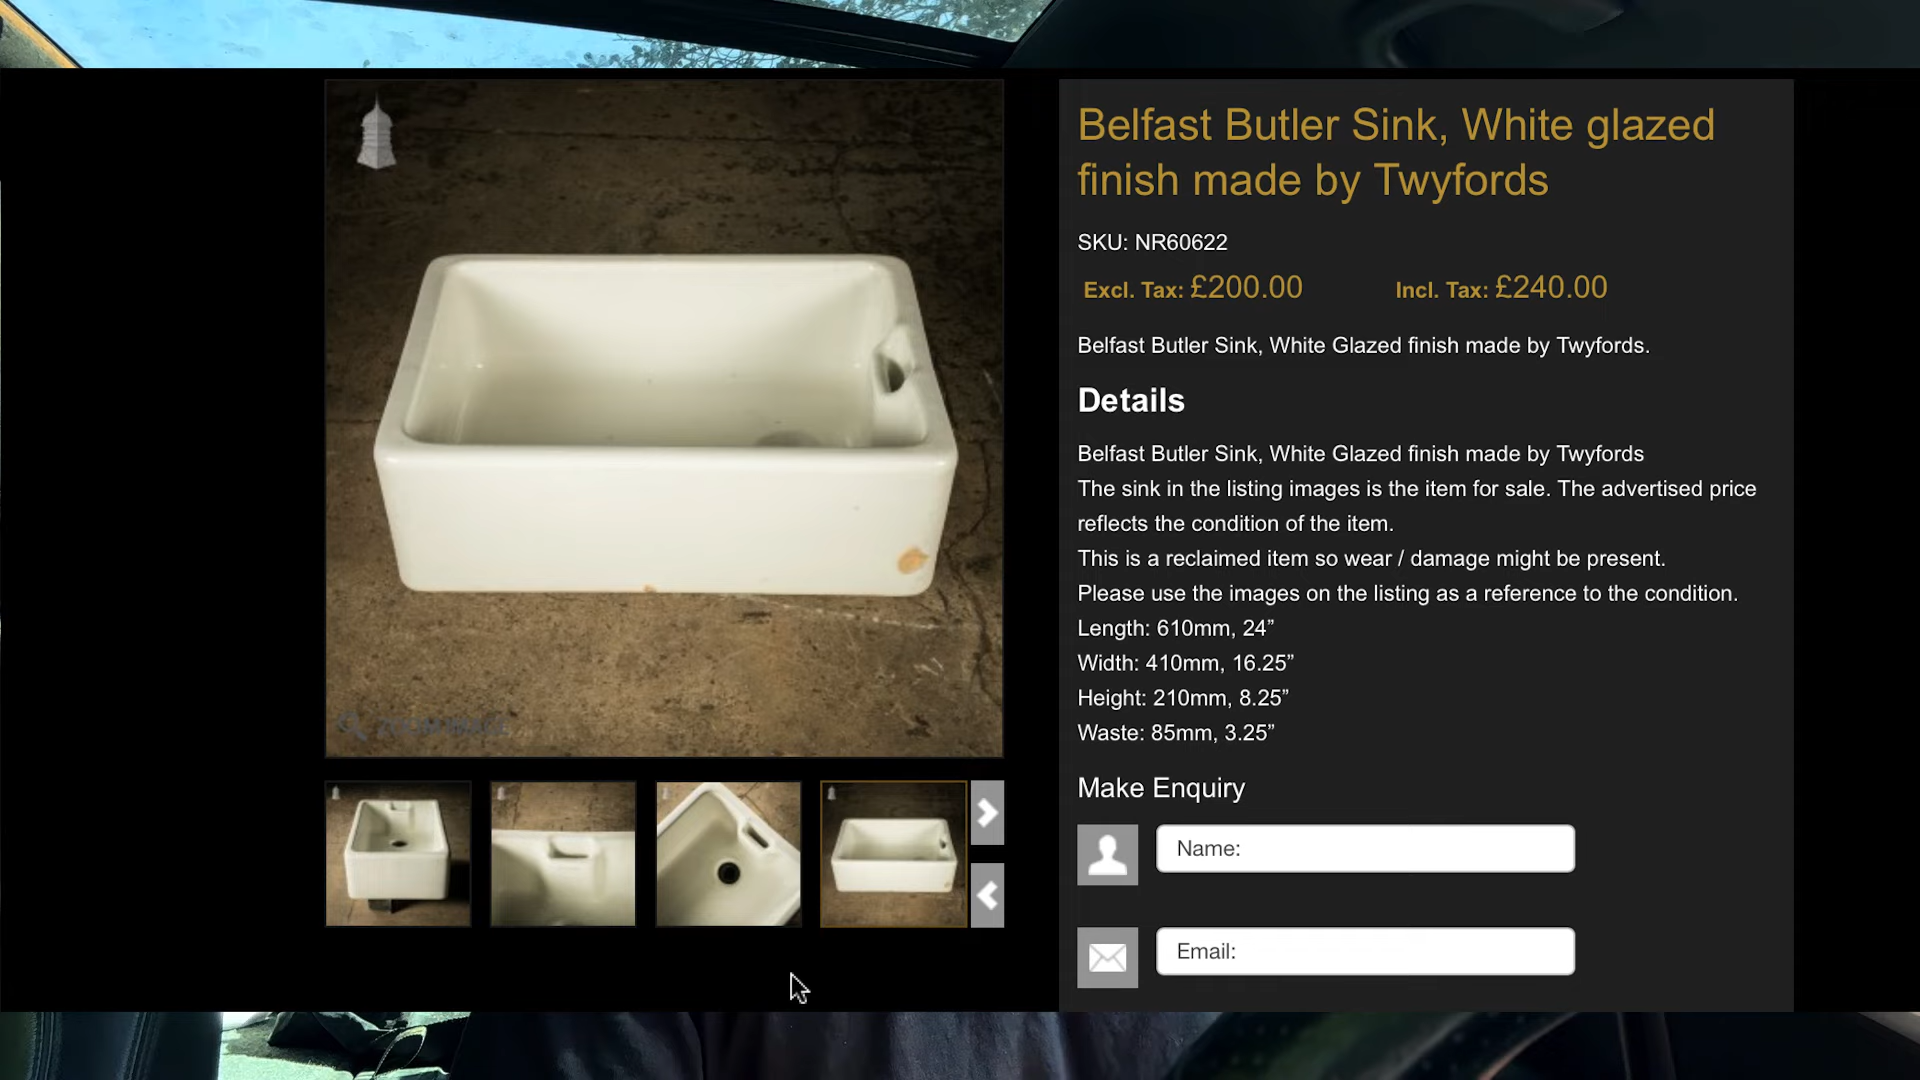 Belfast Butler Sink, White glazed
finish made by Twyfords
SKU: NR60622
Excl. Tax: £200.00 Incl. Tax: £240.00
Belfast Butler Sink, White Glazed finish made by Twyfords.
Details
Belfast Butler Sink, White Glazed finish made by Twyfords
The sink in the listing images is the item for sale. The advertised price
reflects the condition of the item.
This is a reclaimed item so wear / damage might be present.
Please use the images on the listing as a reference to the condition.
Length: 610mm, 24”
Width: 410mm, 16.25”
Height: 210mm, 8.25”
Waste: 85mm, 3.25”
Make Enquiry
Name:
Email:
ZOOM IMAGE